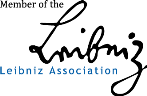 Member of the
Leibniz
Leibniz Association